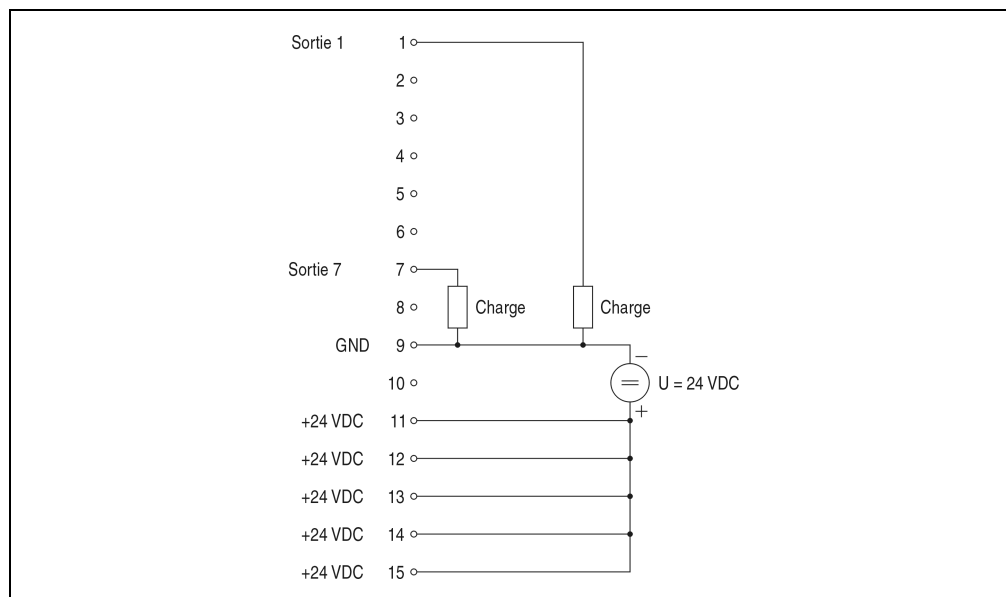 Sortie 1 1
2
3
4
5
6
Sortie 7 7
8 Charge Charge
GND 9
−
10 U = 24 VDC
+
+24 VDC 11
+24 VDC 12
+24 VDC 13
+24 VDC 14
+24 VDC 15